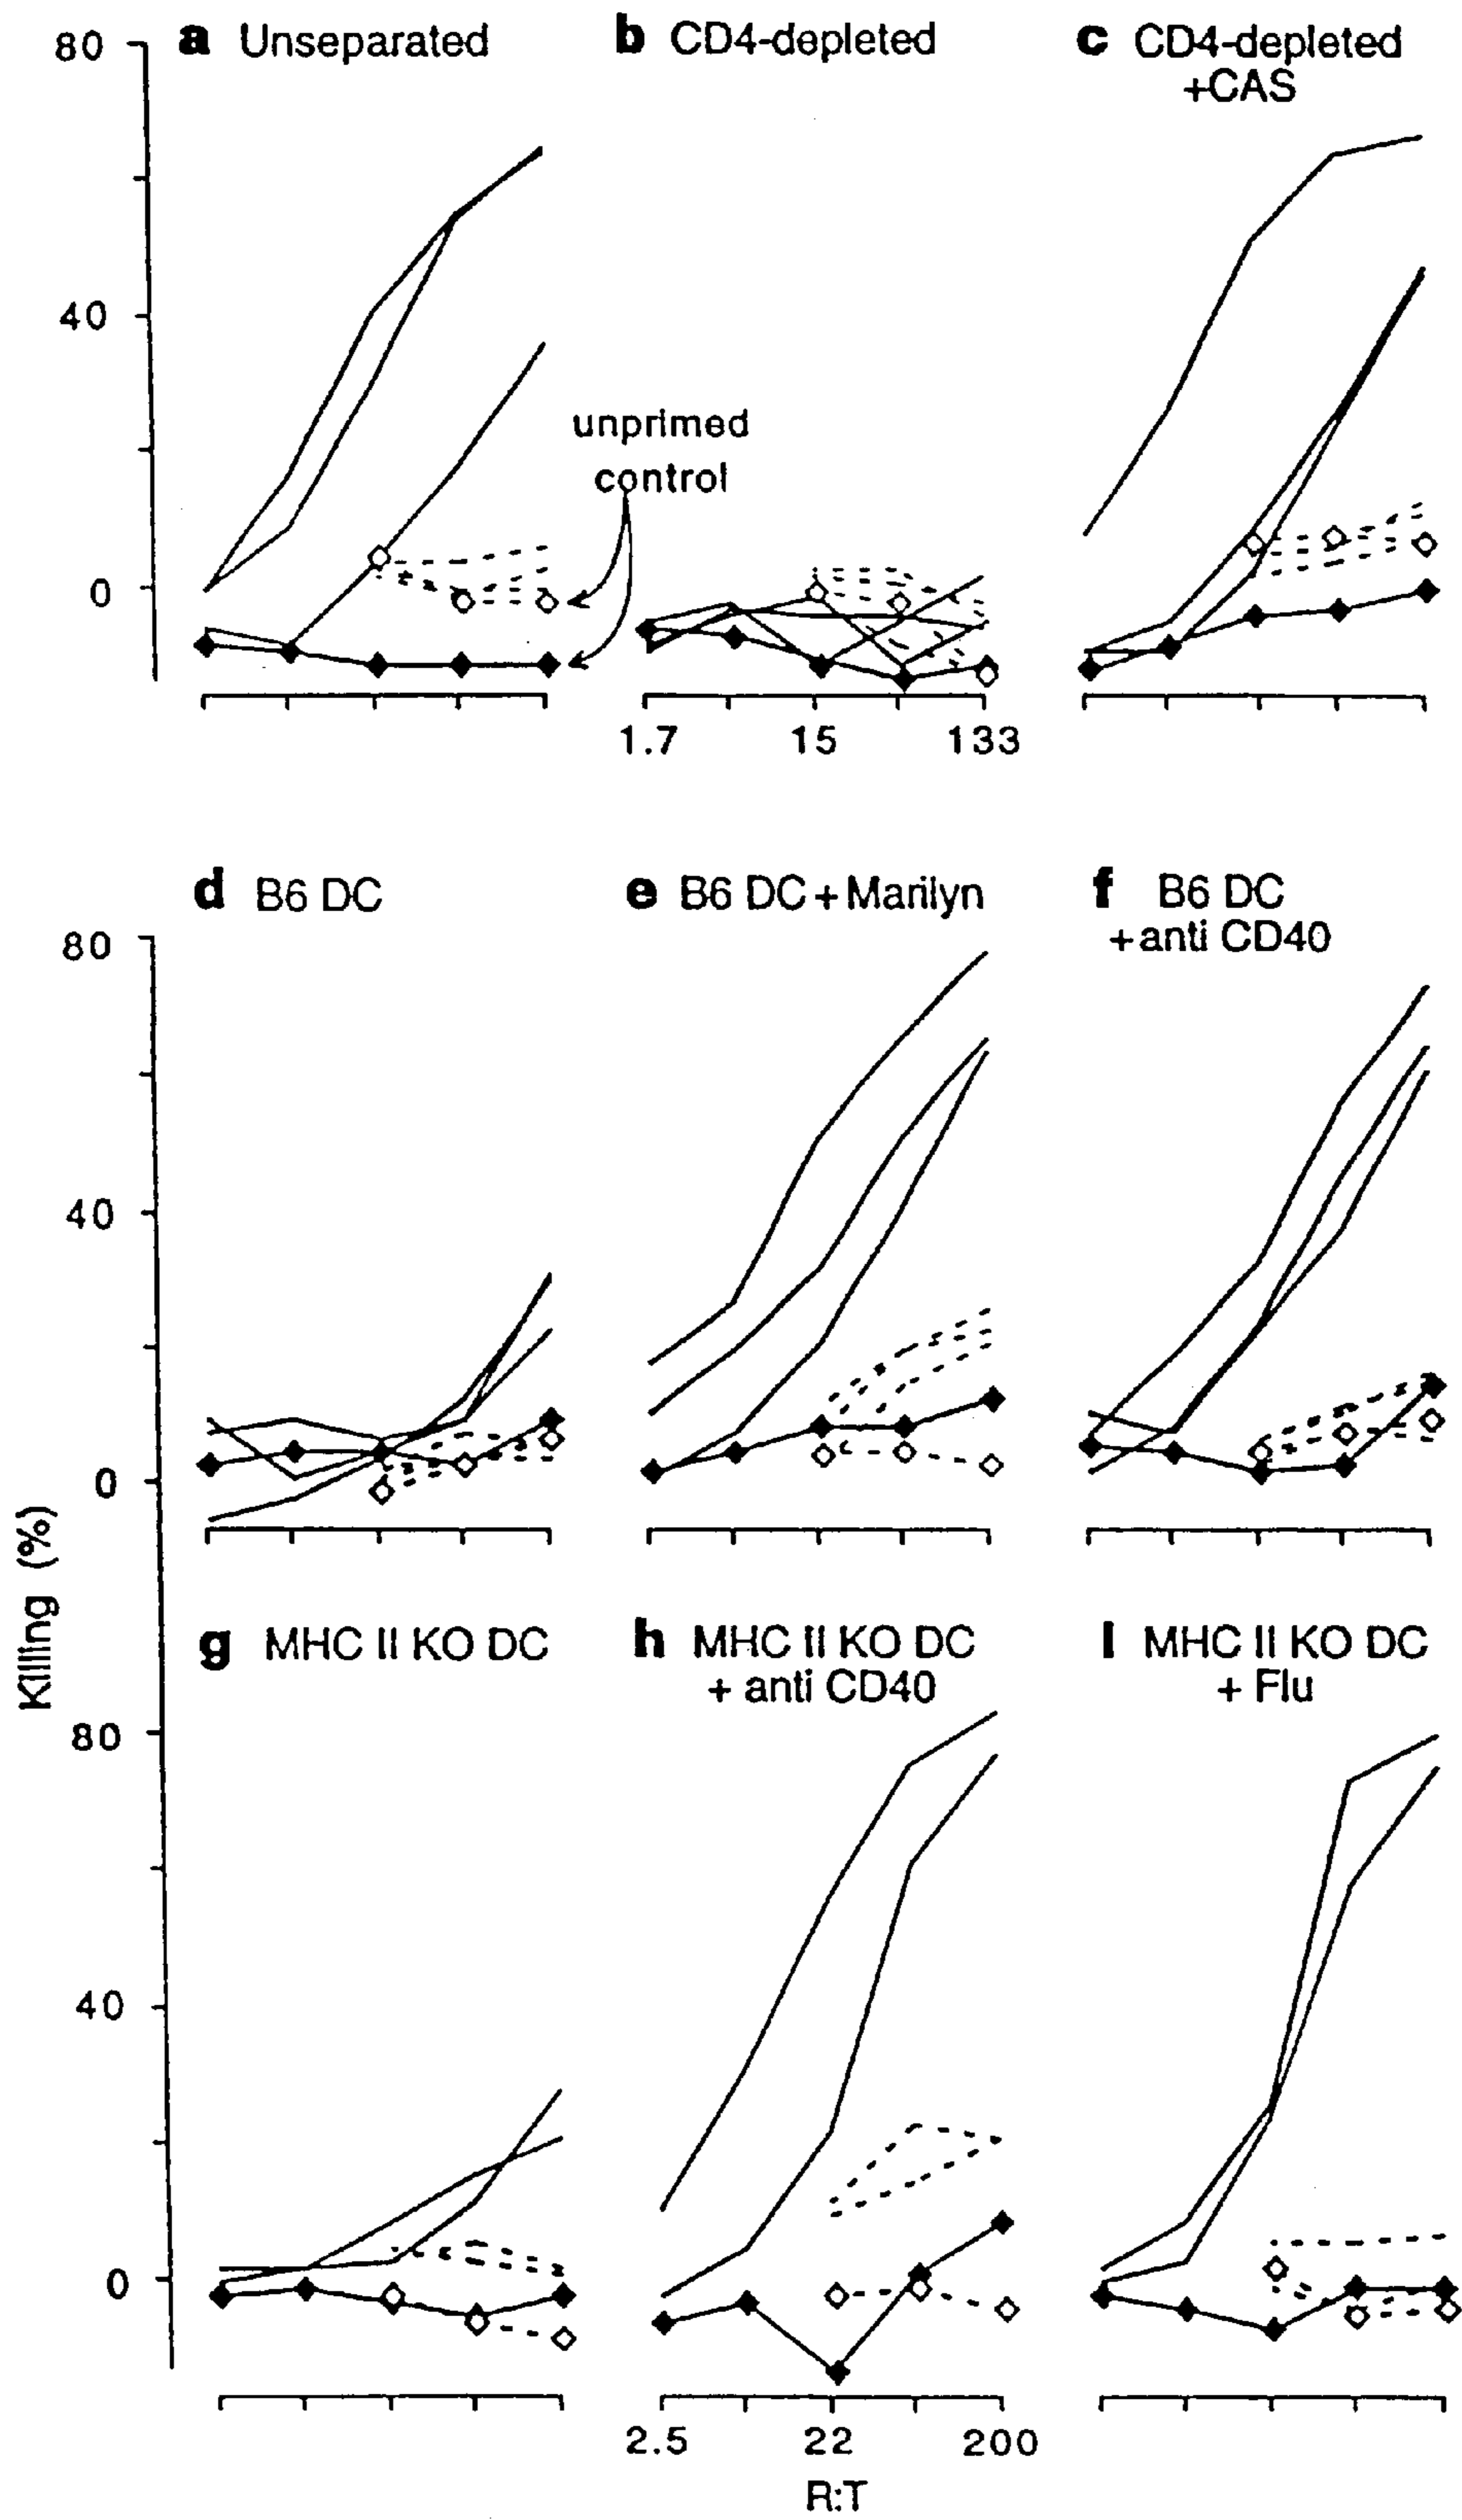 a Unseparated
b CD4-depleted
c CD4-depleted
+CAS
80
40
0
unprimed
control
1.7 15 133
d B6 DC
e B6 DC + Marilyn
f B6 DC
+anti CD40
80
40
0
Killing (%)
g MHC II KO DC
h MHC II KO DC
+ anti CD40
I MHC II KO DC
+ Flu
80
40
0
2.5 22 200
R:T